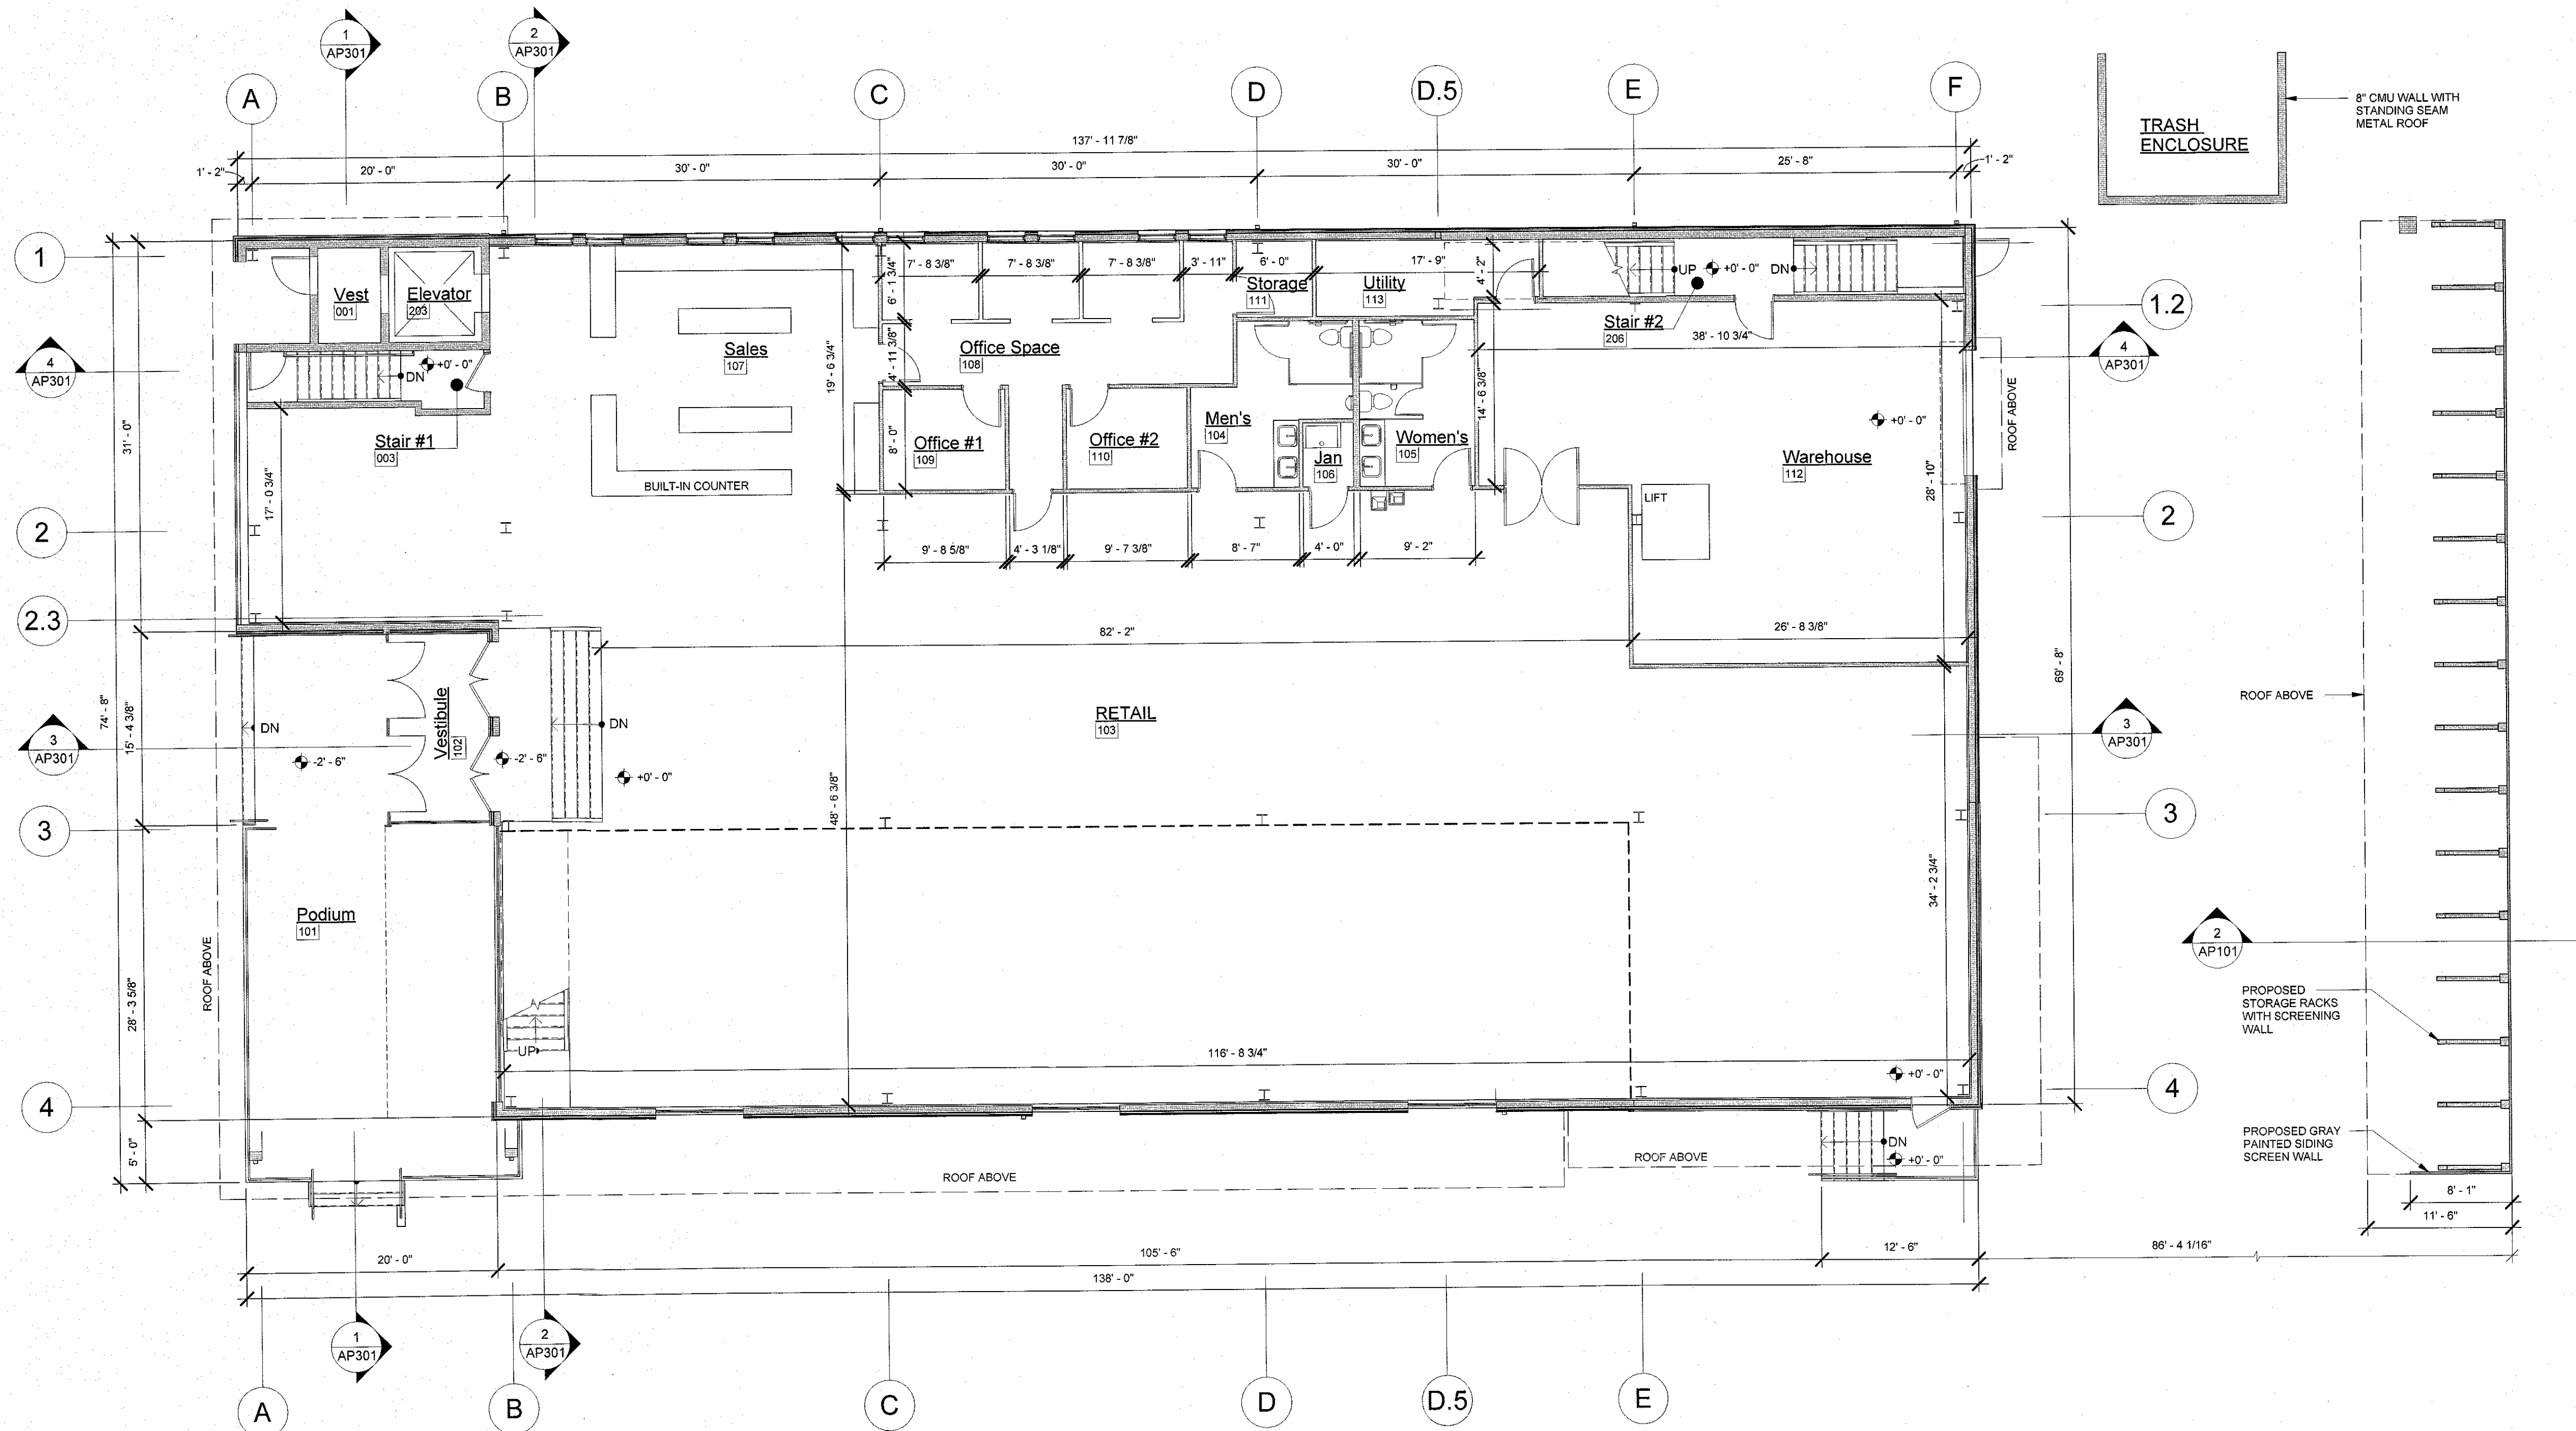 1
AP301
2
AP301
A
B
C
D
D.5
E
F
8" CMU WALL WITH
STANDING SEAM
METAL ROOF
TRASH
ENCLOSURE
137' - 11 7/8"
1' - 2"
20' - 0"
30' - 0"
30' - 0"
30' - 0"
25' - 8"
1' - 2"
1
7' - 8 3/8"
7' - 8 3/8"
7' - 8 3/8"
3' - 11"
6' - 0"
17' - 9"
4' - 2"
UP
+0' - 0"
DN
6' - 1 3/4"
Vest
001
Elevator
203
Storage
111
Utility
113
1.2
Stair #2
206
38' - 10 3/4"
4
AP301
+0' - 0"
DN
Sales
107
19' - 6 3/4"
4' - 11 3/8"
Office Space
108
4
AP301
ROOF ABOVE
31' - 0"
14' - 6 3/8"
Men's
104
+0' - 0"
Stair #1
003
8' - 0"
Office #1
109
Office #2
110
Jan
106
Women's
105
Warehouse
112
17' - 0 3/4"
BUILT-IN COUNTER
28' - 10"
LIFT
2
2
9' - 8 5/8"
4' - 3 1/8"
9' - 7 3/8"
8' - 7"
4' - 0"
9' - 2"
2.3
82' - 2"
26' - 8 3/8"
69' - 8"
ROOF ABOVE
74' - 8"
15' - 4 3/8"
DN
Vestibule
102
DN
RETAIL
103
3
AP301
3
AP301
-2' - 6"
-2' - 6"
+0' - 0"
48' - 6 3/8"
3
3
34' - 2 3/4"
Podium
101
2
AP101
ROOF ABOVE
28' - 3 5/8"
PROPOSED
STORAGE RACKS
WITH SCREENING
WALL
UP
116' - 8 3/4"
+0' - 0"
4
4
5' - 0"
DN
+0' - 0"
ROOF ABOVE
ROOF ABOVE
PROPOSED GRAY
PAINTED SIDING
SCREEN WALL
8' - 1"
11' - 6"
20' - 0"
105' - 6"
12' - 6"
86' - 4 1/16"
138' - 0"
1
AP301
2
AP301
A
B
C
D
D.5
E